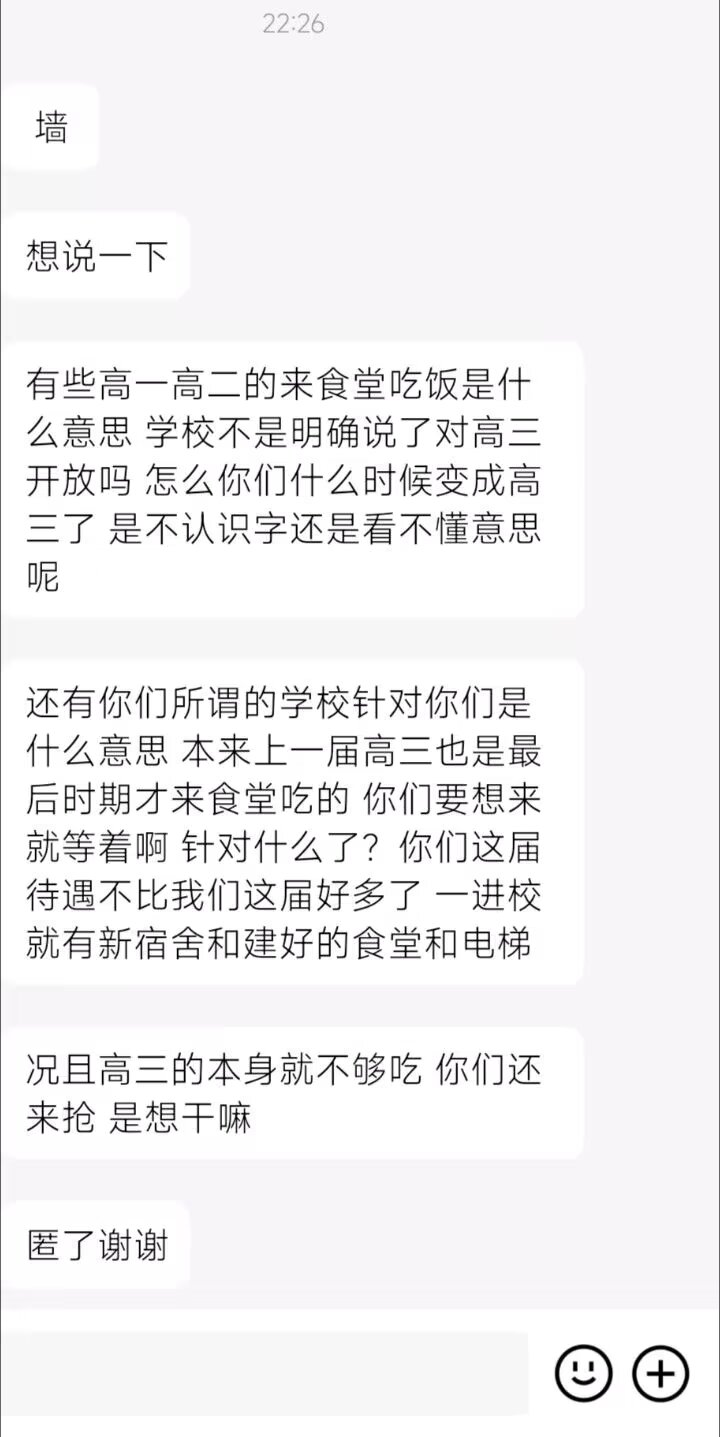 22:26
墙
想说一下
有些高一高二的来食堂吃饭是什
么意思 学校不是明确说了对高三
开放吗 怎么你们什么时候变成高
三了 是不认识字还是看不懂意思
呢
还有你们所谓的学校针对你们是
什么意思 本来上一届高三也是最
后时期才来食堂吃的 你们要想来
就等着啊 针对什么了？你们这届
待遇不比我们这届好多了 一进校
就有新宿舍和建好的食堂和电梯
况且高三的本身就不够吃 你们还
来抢 是想干嘛
匿了谢谢